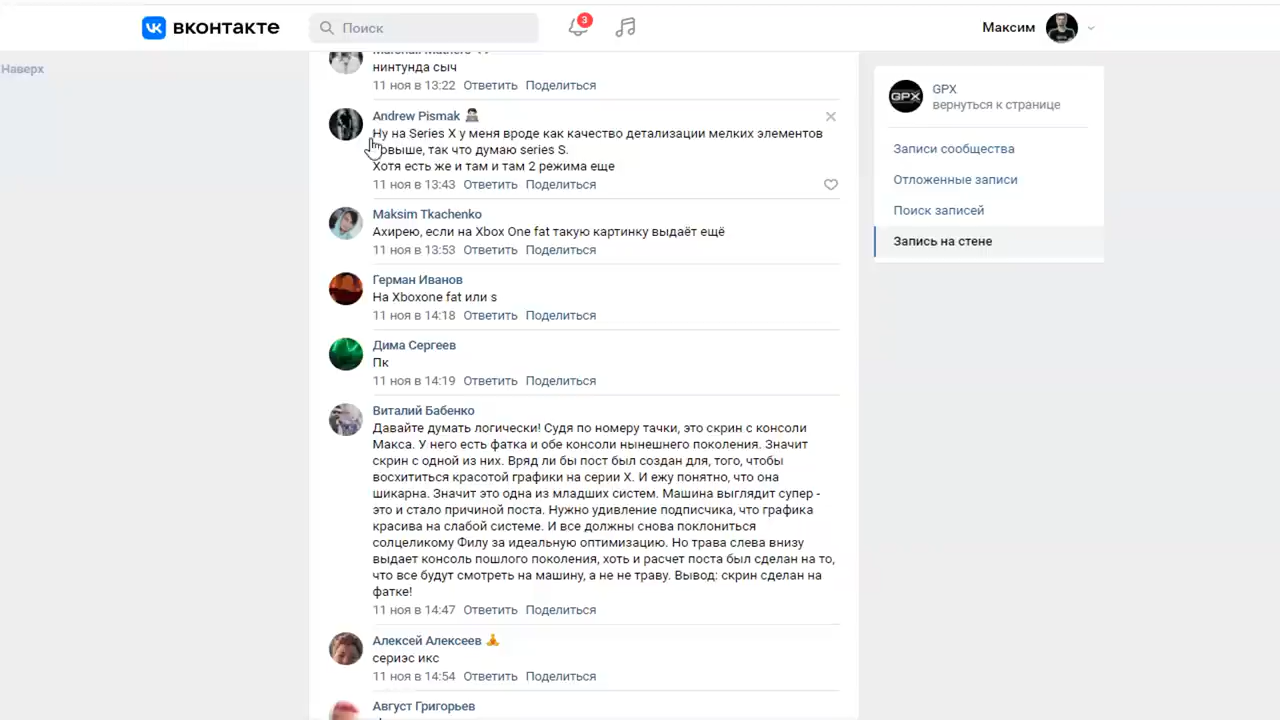 вконтакте
Поиск
3
Максим
Наверх
нинтунда сыч
11 ноя в 13:22 Ответить Поделиться
Andrew Pismak
Ну на Series X у меня вроде как качество детализации мелких элементов
повыше, так что думаю series S.
Хотя есть же и там и там 2 режима еще
11 ноя в 13:43 Ответить Поделиться
Maksim Tkachenko
Ахирею, если на Xbox One fat такую картинку выдаёт ещё
11 ноя в 13:53 Ответить Поделиться
Герман Иванов
На Xboxone fat или s
11 ноя в 14:18 Ответить Поделиться
Дима Сергеев
Пк
11 ноя в 14:19 Ответить Поделиться
Виталий Бабенко
Давайте думать логически! Судя по номеру тачки, это скрин с консоли
Макса. У него есть фатка и обе консоли нынешнего поколения. Значит
скрин с одной из них. Вряд ли бы пост был создан для, того, чтобы
восхититься красотой графики на серии X. И ежу понятно, что она
шикарна. Значит это одна из младших систем. Машина выглядит супер -
это и стало причиной поста. Нужно удивление подписчика, что графика
красива на слабой системе. И все должны снова поклониться
солцеликому Филу за идеальную оптимизацию. Но трава слева внизу
выдает консоль пошлого поколения, хоть и расчет поста был сделан на то,
что все будут смотреть на машину, а не не траву. Вывод: скрин сделан на
фатке!
11 ноя в 14:47 Ответить Поделиться
Алексей Алексеев
сериэс икс
11 ноя в 14:54 Ответить Поделиться
Август Григорьев
GPX
GPX
вернуться к странице
Записи сообщества
Отложенные записи
Поиск записей
Запись на стене